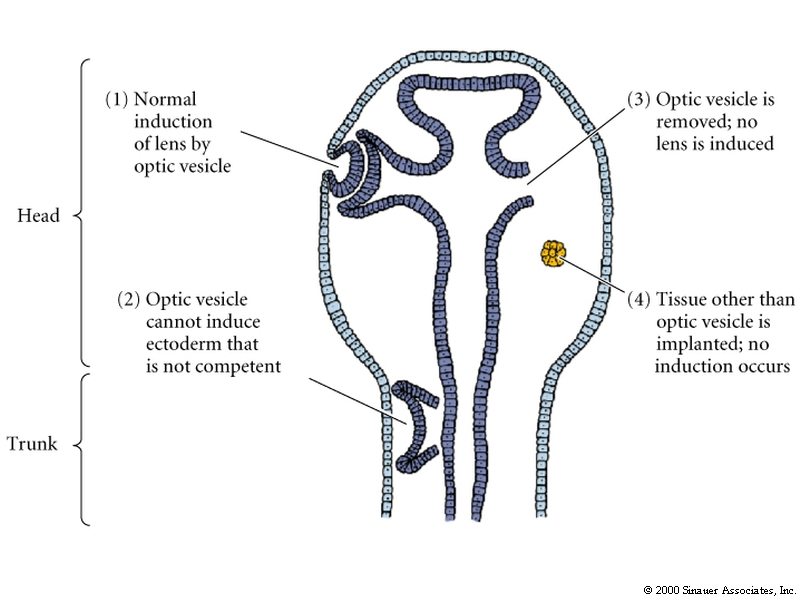 (1) Normal
induction
of lens by
optic vesicle
(3) Optic vesicle is
removed; no
lens is induced
Head
(2) Optic vesicle
cannot induce
ectoderm that
is not competent
(4) Tissue other than
optic vesicle is
implanted; no
induction occurs
Trunk
© 2000 Sinauer Associates, Inc.